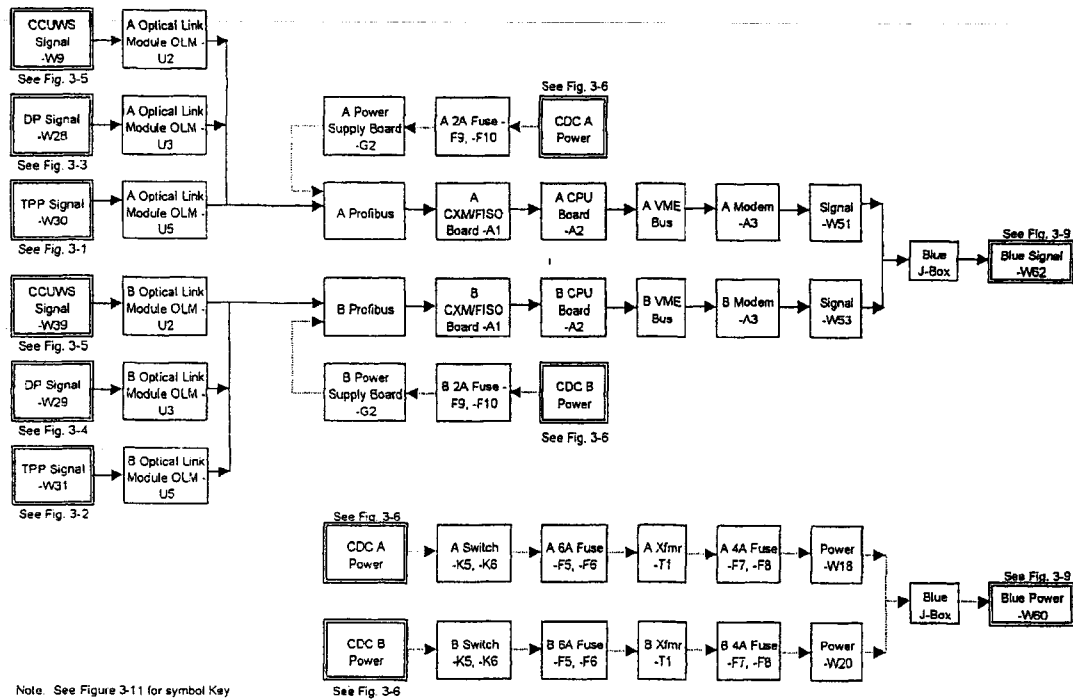 CCUWS
Signal
-W9
See Fig. 3-5
A Optical Link
Module OLM -
U2
DP Signal
-W28
See Fig. 3-3
A Optical Link
Module OLM -
U3
TPP Signal
-W30
See Fig. 3-1
A Optical Link
Module OLM -
U5
A Power
Supply Board
-G2
A 2A Fuse -
F9, -F10
See Fig. 3-6
CDC A
Power
A Profibus
A
CXM/FISO
Board -A1
A CPU
Board
-A2
A VME
Bus
A Modem
-A3
Signal
-W51
Blue
J-Box
See Fig. 3-9
Blue Signal
-W62
CCUWS
Signal
-W39
See Fig. 3-5
B Optical Link
Module OLM -
U2
B Profibus
B
CXM/FISO
Board -A1
B CPU
Board
-A2
B VME
Bus
B Modem
-A3
Signal
-W53
DP Signal
-W29
See Fig. 3-4
B Optical Link
Module OLM -
U3
B Power
Supply Board
-G2
B 2A Fuse -
F9, -F10
CDC B
Power
See Fig. 3-6
TPP Signal
-W31
See Fig. 3-2
B Optical Link
Module OLM -
U5
See Fig. 3-6
CDC A
Power
A Switch
-K5, -K6
A 6A Fuse
-F5, -F6
A Xfmr
-T1
A 4A Fuse
-F7, -F8
Power
-W18
Blue
J-Box
See Fig. 3-9
Blue Power
-W60
CDC B
Power
See Fig. 3-6
B Switch
-K5, -K6
B 6A Fuse
-F5, -F6
B Xfmr
-T1
B 4A Fuse
-F7, -F8
Power
-W20
Note. See Figure 3-11 for symbol Key